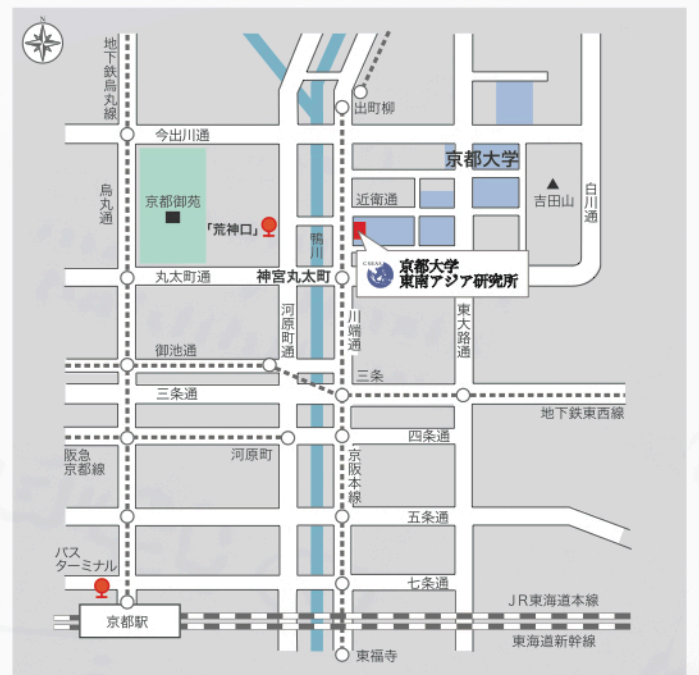 N
地下鉄烏丸線
出町柳
今出川通
京都大学
烏丸通
京都御苑
「荒神口」
近衛通
吉田山
白川通
鴨川
京都大学
東南アジア研究所
CSEAS
丸太町通
神宮丸太町
河原町通
川端通
東大路通
御池通
三条
三条通
地下鉄東西線
阪急
京都線
河原町
四条通
京阪本線
五条通
バス
ターミナル
七条通
京都駅
JR東海道本線
東海道新幹線
東福寺